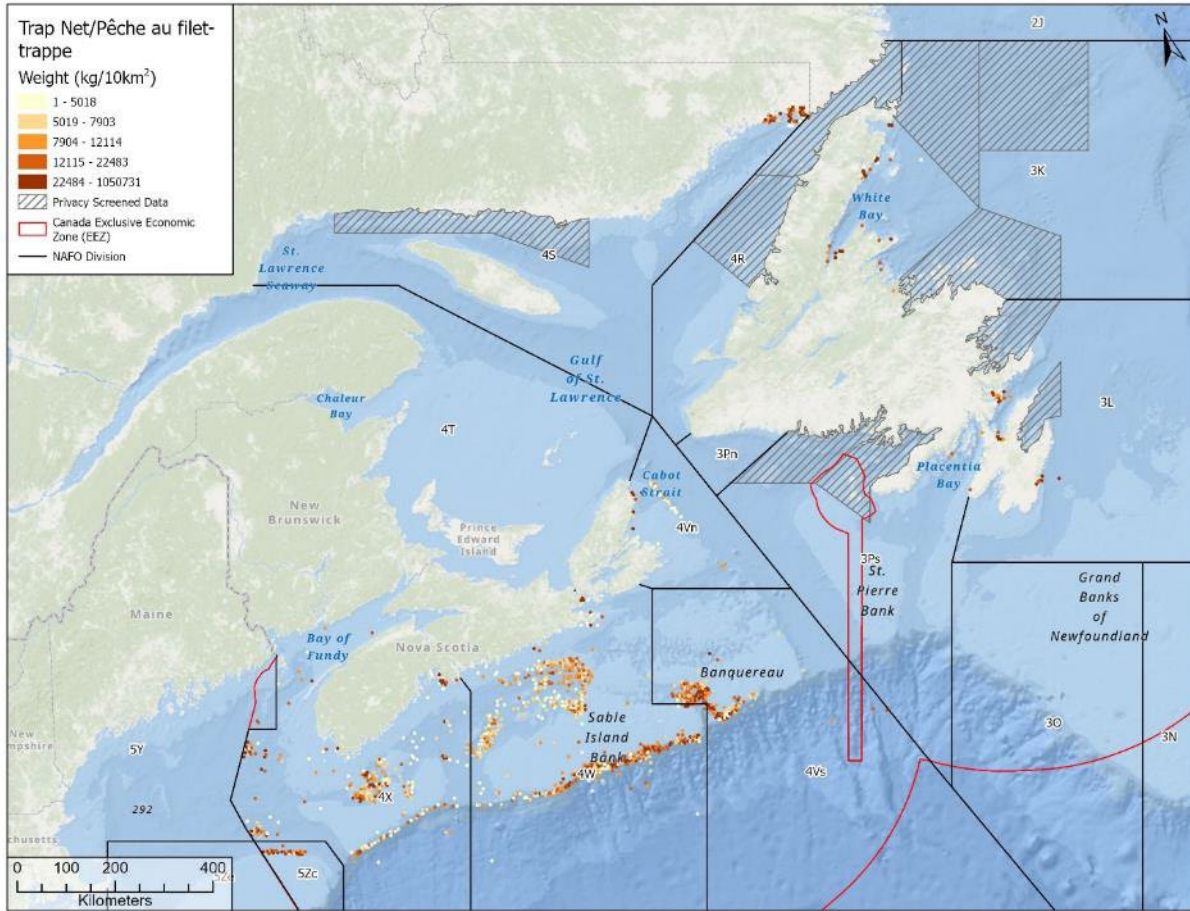 Trap Net/Pêche au filet-
trappe
Weight (kg/10km²)
1 - 5018
5019 - 7903
7904 - 12114
12115 - 22483
22484 - 1050731
Privacy Screened Data
Canada Exclusive Economic
Zone (EEZ)
NAFO Division
N
2J
3K
White
Bay
4S
4R
St.
Lawrence
Seaway
Gulf
of St.
Lawrence
Chaleur
Bay
4T
3L
3Pn
Placentia
Bay
Cabot
Strait
4Vn
New
Brunswick
Prince
Edward
Island
3Ps
St.
Pierre
Bank
Grand
Banks
of
Newfoundland
Maine
Bay of
Fundy
Nova Scotia
Banquereau
Sable
Island
Bank
4W
3O
3N
5Y
4Vs
4X
292
5Zc
0 100 200 400
Kilometers